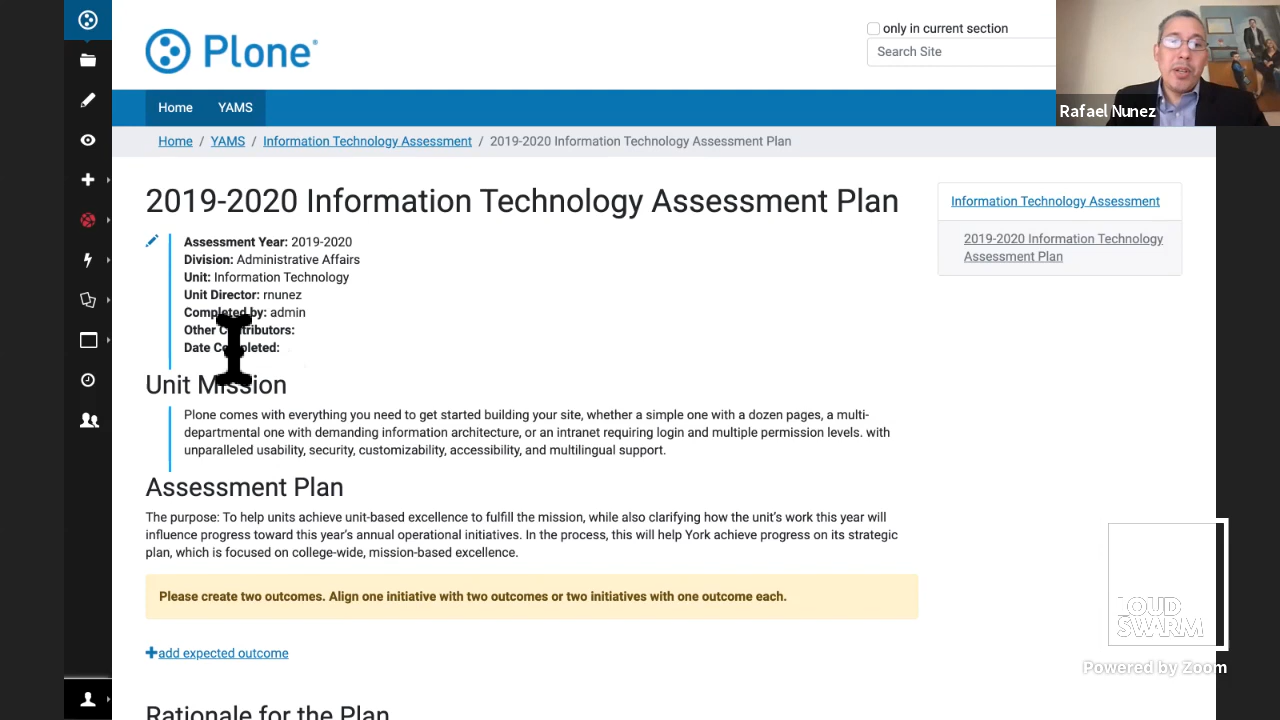 Plone®
only in current section
Search Site
Rafael Nunez
Home YAMS
Home / YAMS / Information Technology Assessment / 2019-2020 Information Technology Assessment Plan
2019-2020 Information Technology Assessment Plan
Assessment Year: 2019-2020
Division: Administrative Affairs
Unit: Information Technology
Unit Director: rnunez
Completed by: admin
Other Contributors:
Date Completed:
Information Technology Assessment
2019-2020 Information Technology
Assessment Plan
Unit Mission
Plone comes with everything you need to get started building your site, whether a simple one with a dozen pages, a multi-
departmental one with demanding information architecture, or an intranet requiring login and multiple permission levels. with
unparalleled usability, security, customizability, accessibility, and multilingual support.
Assessment Plan
The purpose: To help units achieve unit-based excellence to fulfill the mission, while also clarifying how the unit's work this year will
influence progress toward this year's annual operational initiatives. In the process, this will help York achieve progress on its strategic
plan, which is focused on college-wide, mission-based excellence.
Please create two outcomes. Align one initiative with two outcomes or two initiatives with one outcome each.
add expected outcome
Rationale for the Plan
LOUD
SWARM
Powered by Zoom